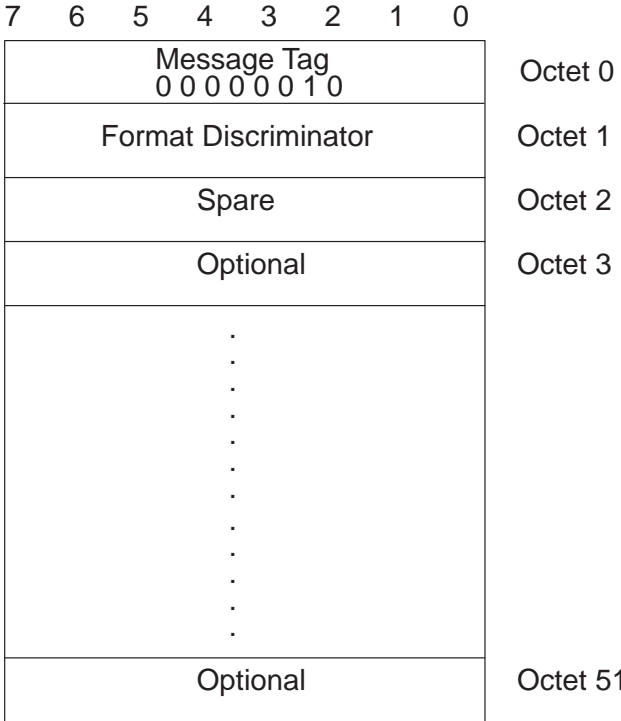 7 6 5 4 3 2 1 0
Message Tag
0 0 0 0 0 0 1 0
Octet 0
Format Discriminator
Octet 1
Spare
Octet 2
Optional
Octet 3
.
.
.
.
.
.
.
.
.
.
.
.
Optional
Octet 51